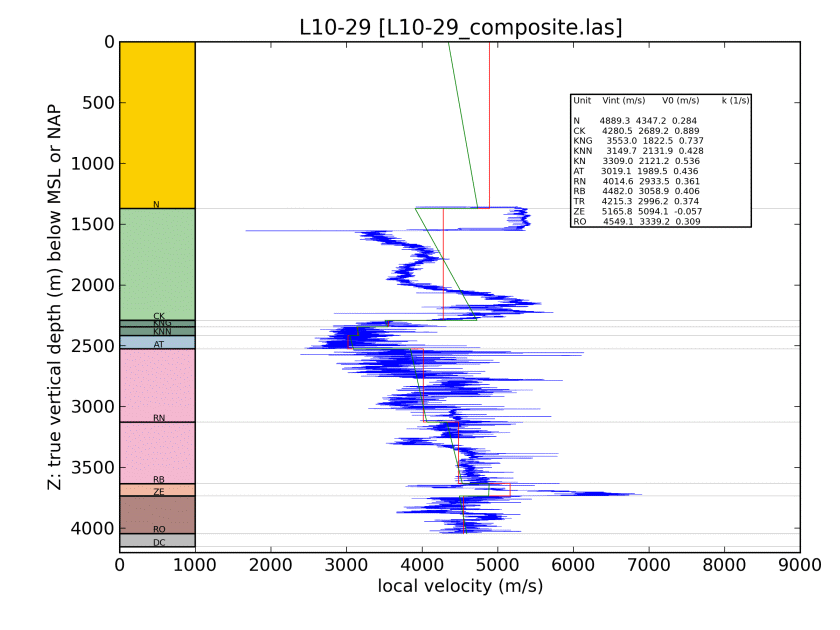 L10-29 [L10-29_composite.las]
0
500
1000
1500
2000
2500
3000
3500
4000
Z: true vertical depth (m) below MSL or NAP
N
CK
KNG
KNN
AT
RN
RB
ZE
RO
DC
Unit Vint (m/s) V0 (m/s) k (1/s)
N 4889.3 4347.2 0.284
CK 4280.5 2689.2 0.889
KNG 3553.0 1822.5 0.737
KNN 3149.7 2131.9 0.428
KN 3309.0 2121.2 0.536
AT 3019.1 1989.5 0.436
RN 4014.6 2933.5 0.361
RB 4482.0 3058.9 0.406
TR 4215.3 2996.2 0.374
ZE 5165.8 5094.1 -0.057
RO 4549.1 3339.2 0.309
0 1000 2000 3000 4000 5000 6000 7000 8000 9000
local velocity (m/s)